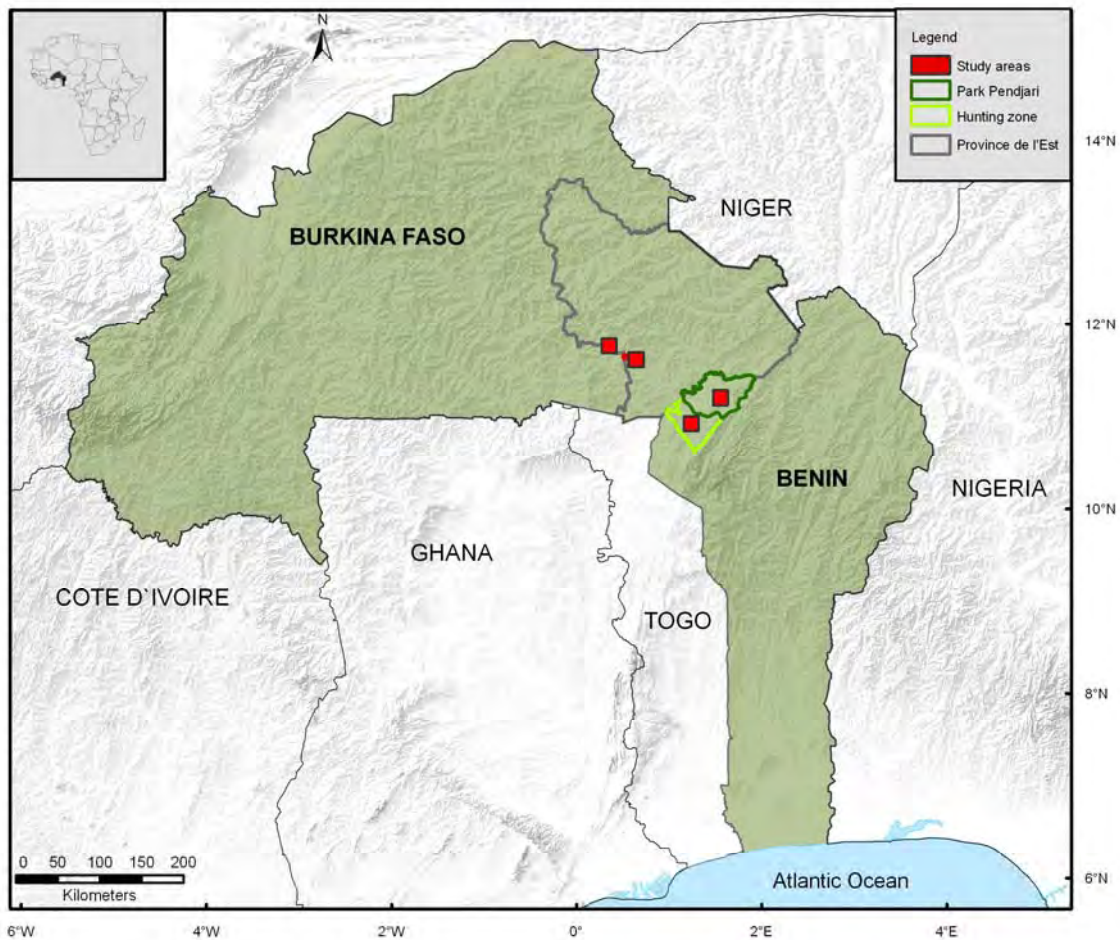 N
Legend
Study areas
Park Pendjari
Hunting zone
Province de l'Est
14°N
NIGER
BURKINA FASO
12°N
BENIN
NIGERIA
10°N
GHANA
COTE D`IVOIRE
TOGO
8°N
0 50 100 150 200
Kilometers
Atlantic Ocean
6°N
6°W 4°W 2°W 0° 2°E 4°E